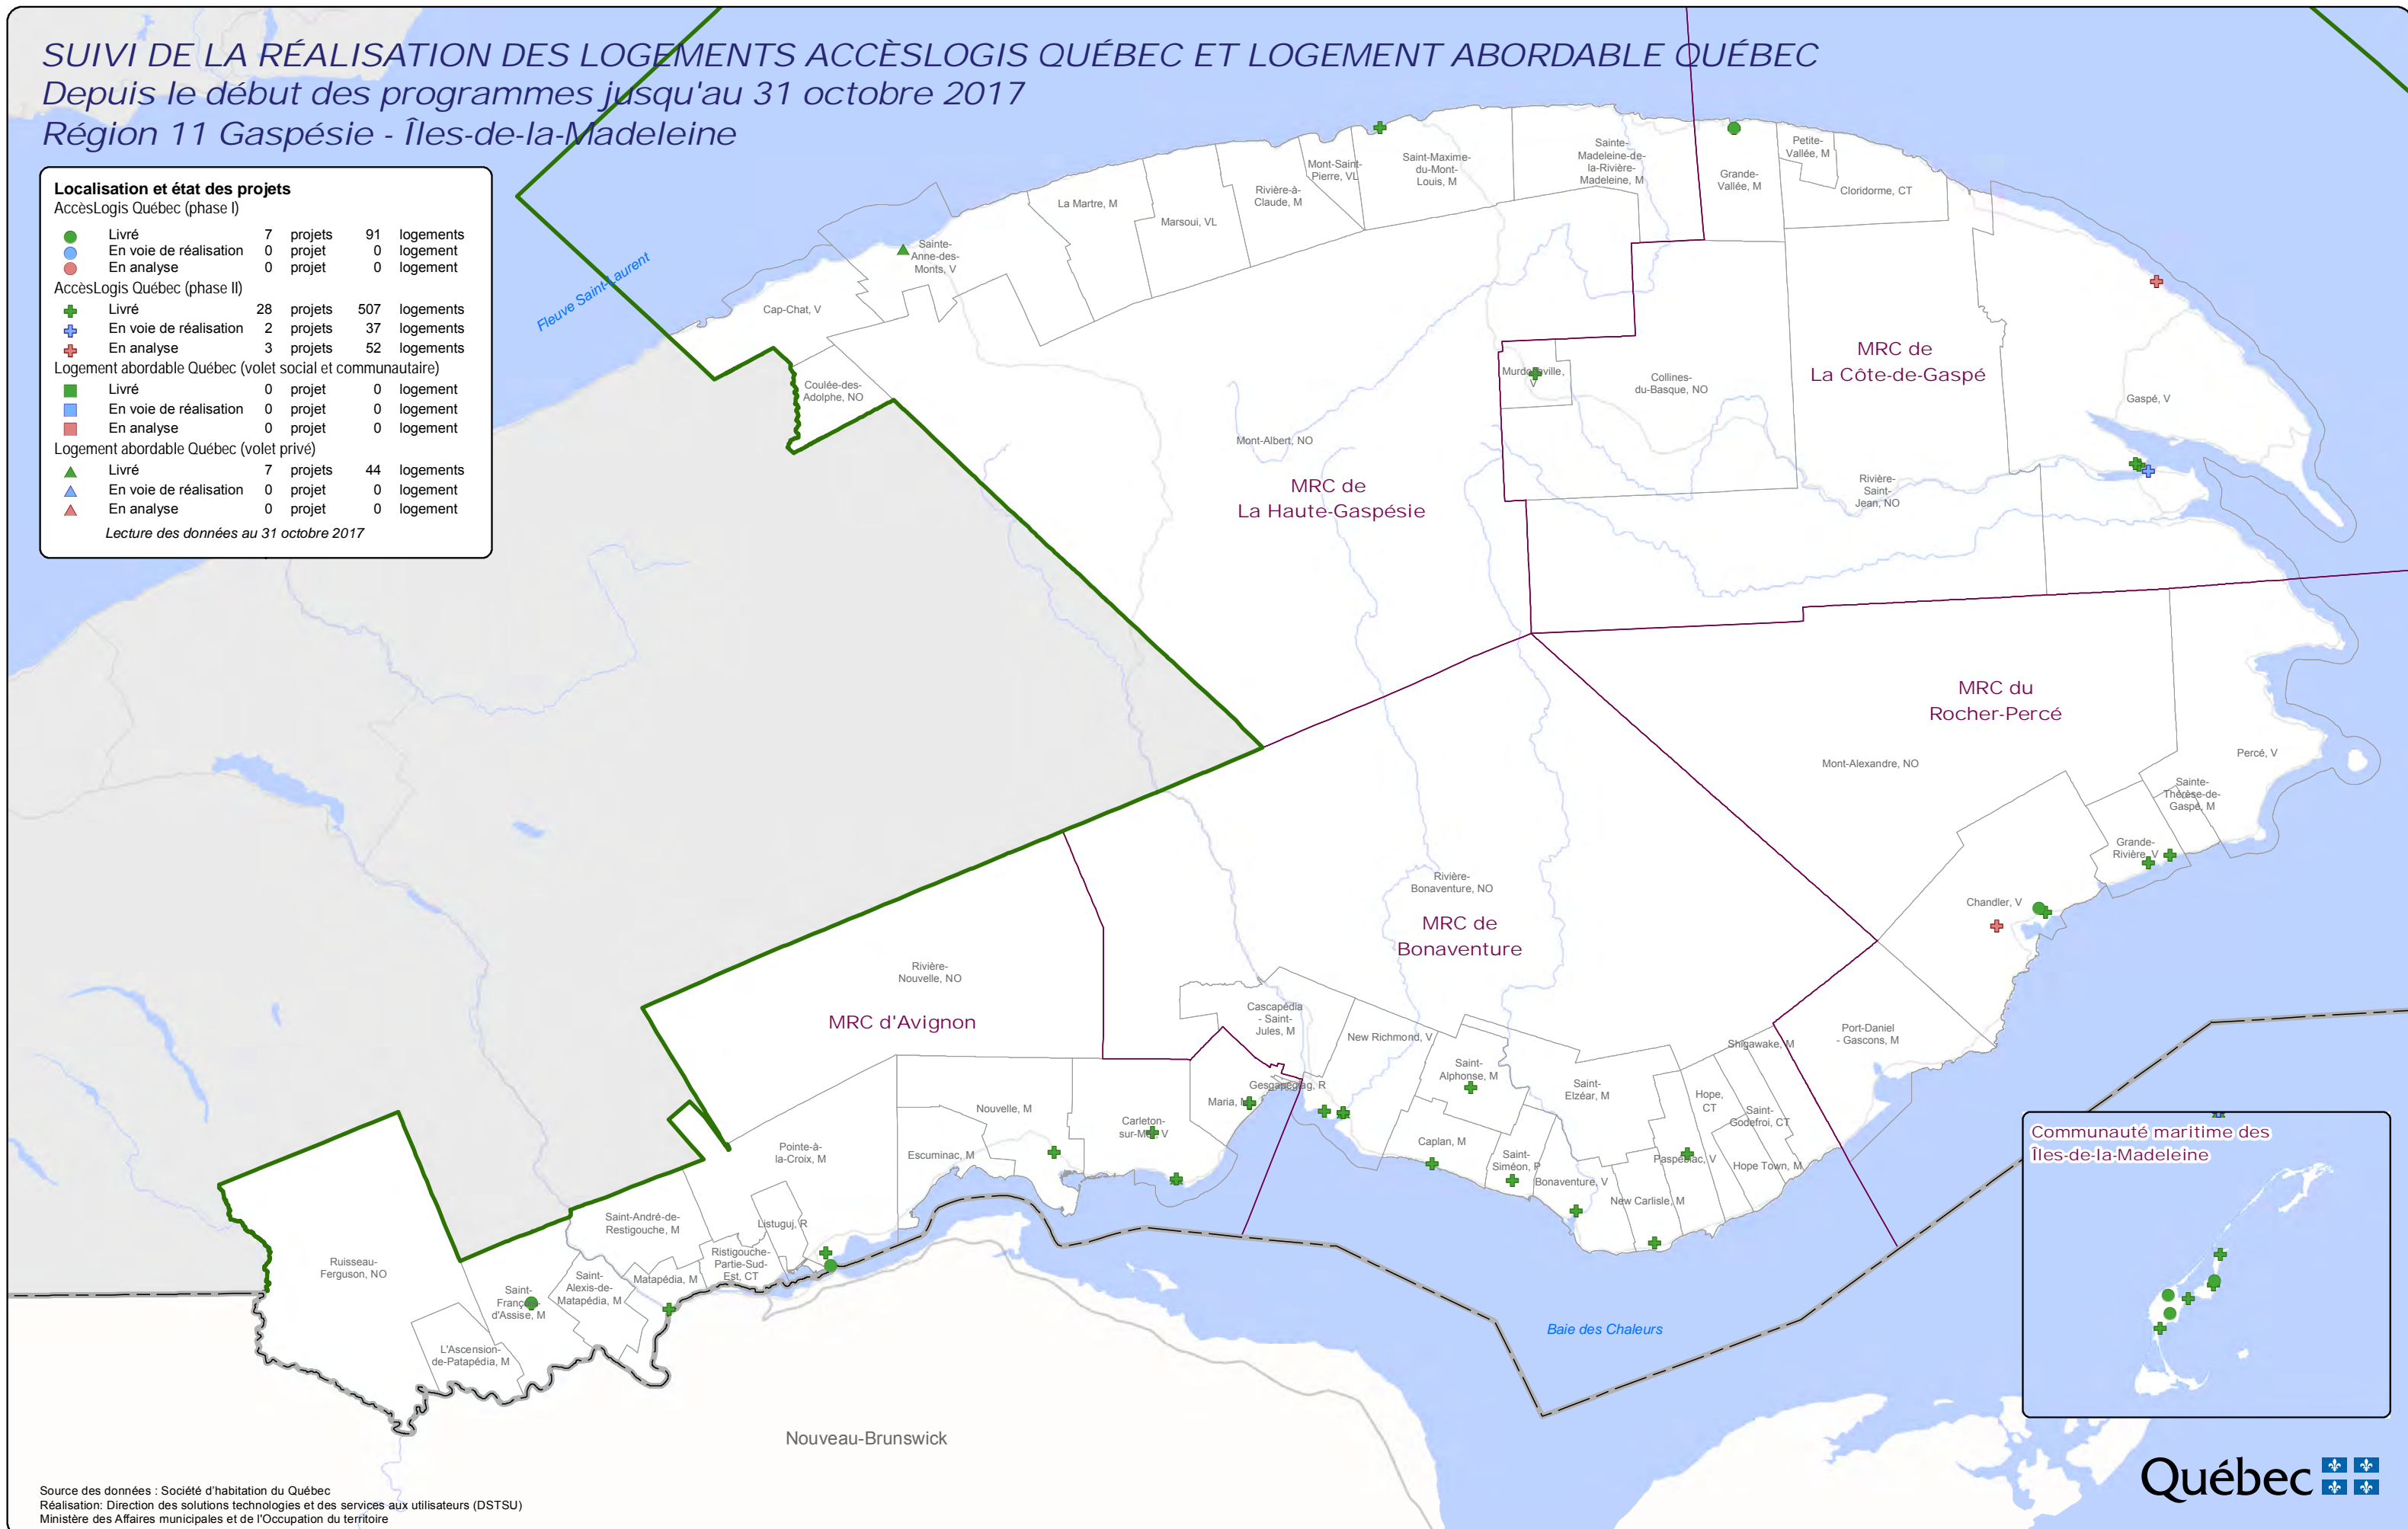 SUIVI DE LA RÉALISATION DES LOGEMENTS ACCÈSLOGIS QUÉBEC ET LOGEMENT ABORDABLE QUÉBEC
Depuis le début des programmes jusqu'au 31 octobre 2017
Région 11 Gaspésie - Îles-de-la-Madeleine
Localisation et état des projets
AccèsLogis Québec (phase I)
Livré 7 projets 91 logements
En voie de réalisation 0 projet 0 logement
En analyse 0 projet 0 logement
AccèsLogis Québec (phase II)
Livré 28 projets 507 logements
En voie de réalisation 2 projets 37 logements
En analyse 3 projets 52 logements
Logement abordable Québec (volet social et communautaire)
Livré 0 projet 0 logement
En voie de réalisation 0 projet 0 logement
En analyse 0 projet 0 logement
Logement abordable Québec (volet privé)
Livré 7 projets 44 logements
En voie de réalisation 0 projet 0 logement
En analyse 0 projet 0 logement
Lecture des données au 31 octobre 2017
Fleuve Saint-Laurent
Cap-Chat, V
Sainte-
Anne-des-
Monts, V
Coulée-des-
Adolphe, NO
La Martre, M
Marsoui, VL
Rivière-à-
Claude, M
Mont-Saint-
Pierre, VL
Saint-Maxime-
du-Mont-
Louis, M
Sainte-
Madeleine-de-
la-Rivière-
Madeleine, M
Grande-
Vallée, M
Petite-
Vallée, M
Cloridorme, CT
Mont-Albert, NO
MRC de
La Haute-Gaspésie
Murdochville,
V
Collines-
du-Basque, NO
MRC de
La Côte-de-Gaspé
Gaspé, V
Rivière-
Saint-
Jean, NO
MRC du
Rocher-Percé
Mont-Alexandre, NO
Percé, V
Sainte-
Thérèse-de-
Gaspé, M
Grande-
Rivière, V
Chandler, V
Port-Daniel
- Gascons, M
Rivière-
Bonaventure, NO
MRC de
Bonaventure
Cascapédia
- Saint-
Jules, M
New Richmond, V
Saint-
Alphonse, M
Caplan, M
Saint-
Siméon, P
Bonaventure, V
Saint-
Elzéar, M
New Carlisle, M
Paspébiac, V
Hope,
CT
Hope Town, M
Saint-
Godefroi, CT
Shigawake, M
Rivière-
Nouvelle, NO
MRC d'Avignon
Gesgapegiag, R
Maria, M
Carleton-
sur-Mer, V
Nouvelle, M
Escuminac, M
Pointe-à-
la-Croix, M
Listuguj, R
Ristigouche-
Partie-Sud-
Est, CT
Saint-André-de-
Restigouche, M
Matapédia, M
Saint-
Alexis-de-
Matapédia, M
Saint-
François-
d'Assise, M
L'Ascension-
de-Patapédia, M
Ruisseau-
Ferguson, NO
Baie des Chaleurs
Nouveau-Brunswick
Communauté maritime des
Îles-de-la-Madeleine
Source des données : Société d'habitation du Québec
Réalisation: Direction des solutions technologies et des services aux utilisateurs (DSTSU)
Ministère des Affaires municipales et de l'Occupation du territoire
Québec